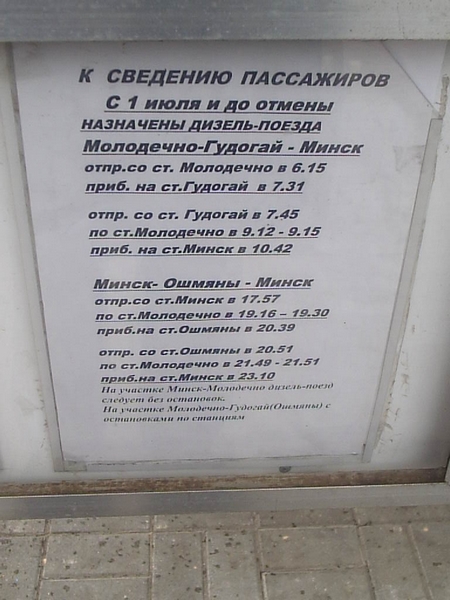 К СВЕДЕНИЮ ПАССАЖИРОВ
С 1 июля и до отмены
НАЗНАЧЕНЫ ДИЗЕЛЬ-ПОЕЗДА
Молодечно-Гудогай - Минск
отпр.со ст. Молодечно в 6.15
приб. на ст.Гудогай в 7.31
отпр. со ст. Гудогай в 7.45
по ст.Молодечно в 9.12 - 9.15
приб. на ст.Минск в 10.42
Минск- Ошмяны - Минск
отпр.со ст.Минск в 17.57
по ст.Молодечно в 19.16 – 19.30
приб.на ст.Ошмяны в 20.39
отпр. со ст.Ошмяны в 20.51
по ст.Молодечно в 21.49 - 21.51
приб.на ст.Минск в 23.10
На участке Минск-Молодечно дизель-поезд
следует без остановок.
На участке Молодечно-Гудогай(Ошмяны) с
остановками по станциям